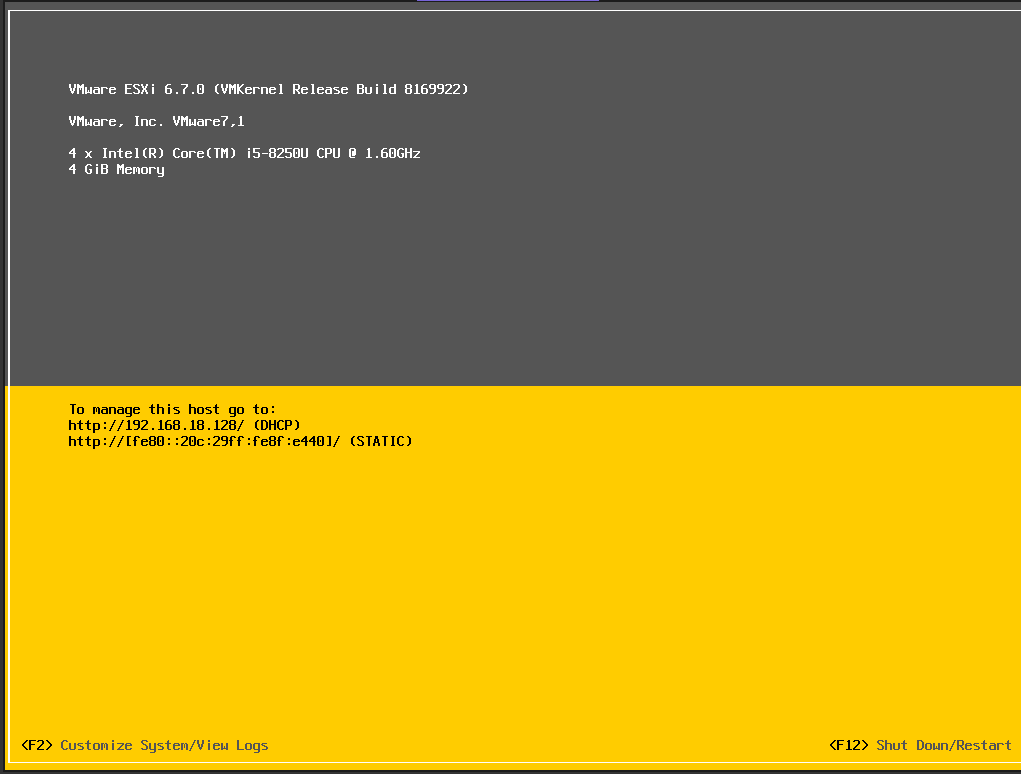 VMware ESXi 6.7.0 (VMKernel Release Build 8169922)
VMware, Inc. VMware7,1
4 x Intel(R) Core(TM) i5-8250U CPU @ 1.60GHz
4 GiB Memory
To manage this host go to:
http://192.168.18.128/ (DHCP)
http://[fe80::20c:29ff:fe8f:e440]/ (STATIC)
<F2> Customize System/View Logs
<F12> Shut Down/Restart